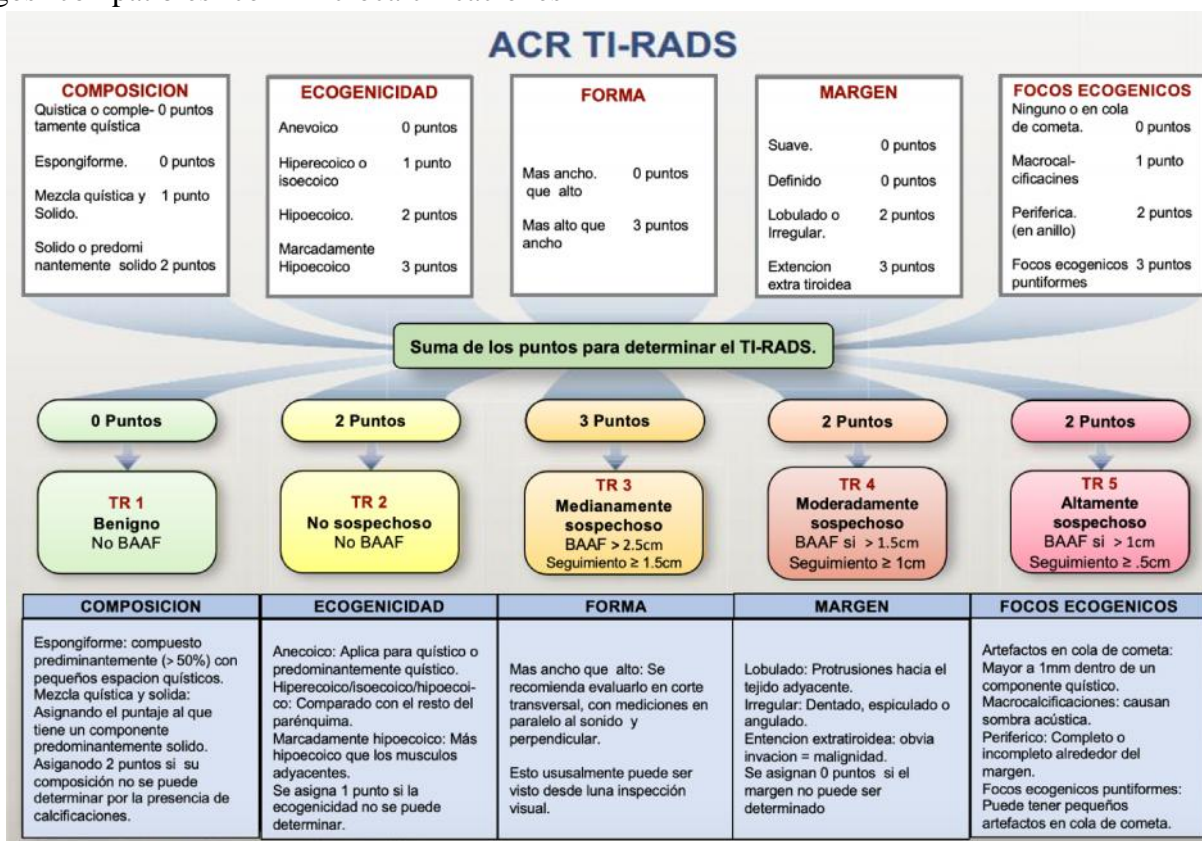 ACR TI-RADS
COMPOSICION
Quistica o comple- 0 puntos
tamente quística
Espongiforme. 0 puntos
Mezcla quística y 1 punto
Solido.
Solido o predomi
nantemente solido 2 puntos
ECOGENICIDAD
Anevoico 0 puntos
Hiperecoico o 1 punto
isoecoico
Hipoecoico. 2 puntos
Marcadamente
Hipoecoico 3 puntos
FORMA
Mas ancho. 0 puntos
que alto
Mas alto que 3 puntos
ancho
MARGEN
Suave. 0 puntos
Definido 0 puntos
Lobulado o 2 puntos
Irregular.
Extencion 3 puntos
extra tiroidea
FOCOS ECOGENICOS
Ninguno o en cola
de cometa. 0 puntos
Macrocal- 1 punto
cificacines
Periferica. 2 puntos
(en anillo)
Focos ecogenicos 3 puntos
puntiformes
Suma de los puntos para determinar el TI-RADS.
0 Puntos
2 Puntos
3 Puntos
2 Puntos
2 Puntos
TR 1
Benigno
No BAAF
TR 2
No sospechoso
No BAAF
TR 3
Medianamente
sospechoso
BAAF > 2.5cm
Seguimiento ≥ 1.5cm
TR 4
Moderadamente
sospechoso
BAAF si > 1.5cm
Seguimiento ≥ 1cm
TR 5
Altamente
sospechoso
BAAF si > 1cm
Seguimiento ≥ .5cm
COMPOSICION
Espongiforme: compuesto
prediminantemente (> 50%) con
pequeños espacion quísticos.
Mezcla quística y solida:
Asignando el puntaje al que
tiene un componente
predominantemente solido.
Asiganodo 2 puntos si su
composición no se puede
determinar por la presencia de
calcificaciones.
ECOGENICIDAD
Anecoico: Aplica para quístico o
predominantemente quístico.
Hiperecoico/isoecoico/hipoecoi-
co: Comparado con el resto del
parénquima.
Marcadamente hipoecoico: Más
hipoecoico que los musculos
adyacentes.
Se asigna 1 punto si la
ecogenicidad no se puede
determinar.
FORMA
Mas ancho que alto: Se
recomienda evaluarlo en corte
transversal, con mediciones en
paralelo al sonido y
perpendicular.
Esto ususalmente puede ser
visto desde luna inspección
visual.
MARGEN
Lobulado: Protrusiones hacia el
tejido adyacente.
Irregular: Dentado, espiculado o
angulado.
Entencion extratiroidea: obvia
invacion = malignidad.
Se asignan 0 puntos si el
margen no puede ser
determinado
FOCOS ECOGENICOS
Artefactos en cola de cometa:
Mayor a 1mm dentro de un
componente quístico.
Macrocalcificaciones: causan
sombra acústica.
Periferico: Completo o
incompleto alrededor del
margen.
Focos ecogenicos puntiformes:
Puede tener pequeños
artefactos en cola de cometa.